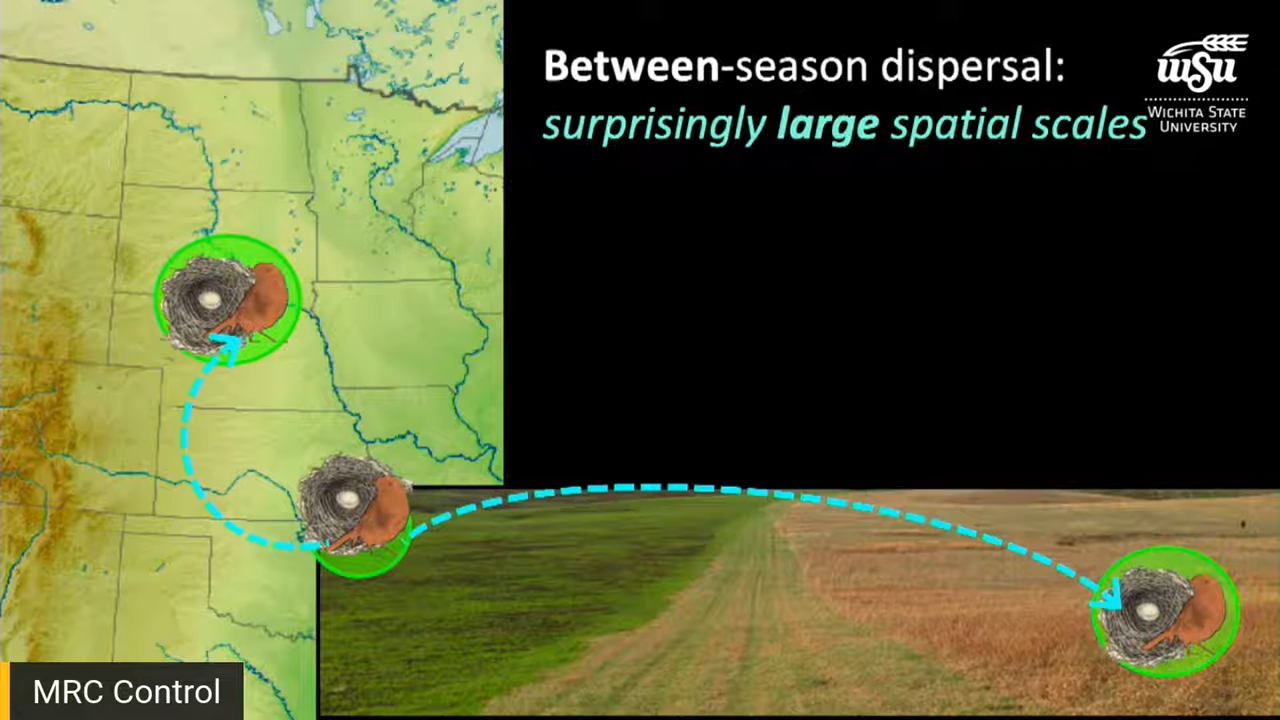 Between-season dispersal:
surprisingly large spatial scales
wsu
WICHITA STATE
UNIVERSITY
MRC Control